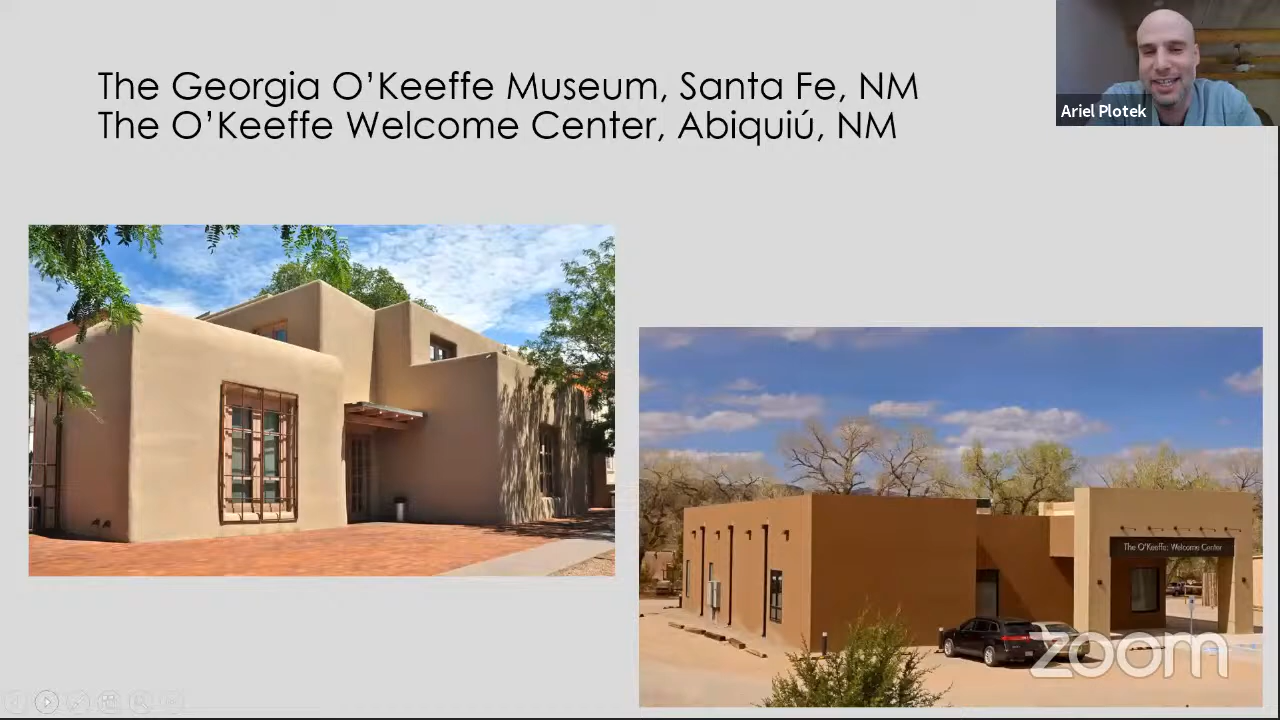 The Georgia O’Keeffe Museum, Santa Fe, NM
The O’Keeffe Welcome Center, Abiquiú, NM
Ariel Plotek
The O'Keeffe: Welcome Center
zoom